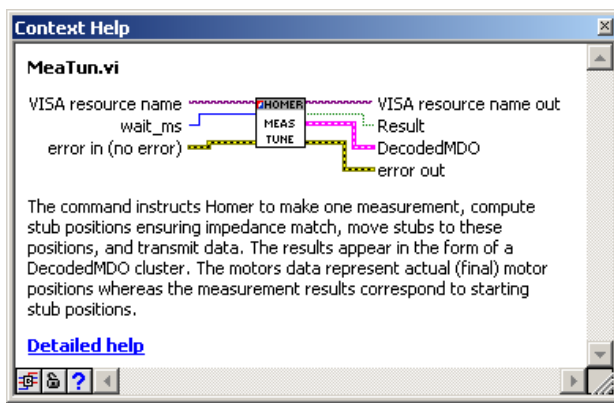 Context Help
MeaTun.vi
VISA resource name
wait_ms
error in (no error)
HOMER
MEAS
TUNE
VISA resource name out
Result
DecodedMDO
error out
The command instructs Homer to make one measurement, compute
stub positions ensuring impedance match, move stubs to these
positions, and transmit data. The results appear in the form of a
DecodedMDO cluster. The motors data represent actual (final) motor
positions whereas the measurement results correspond to starting
stub positions.
Detailed help
?